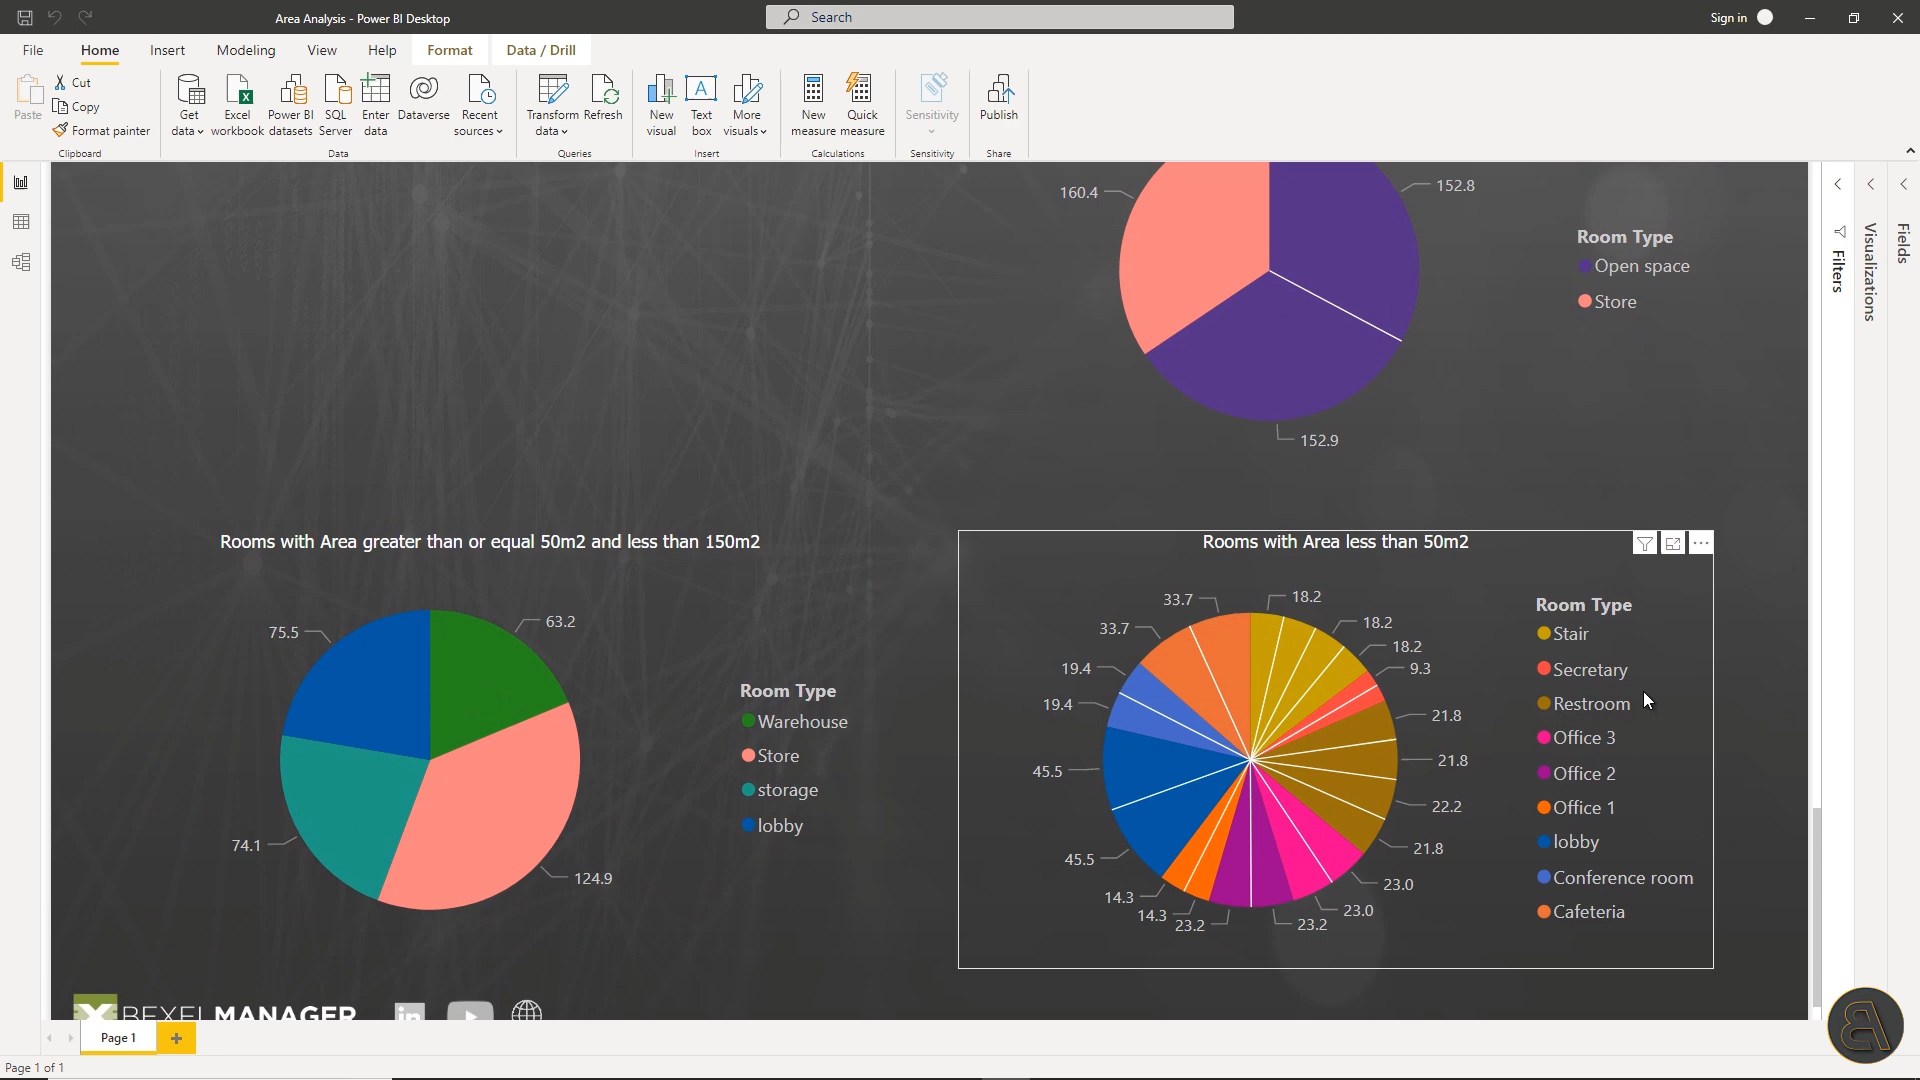 Area Analysis - Power BI Desktop
Search
Sign in
File
Home
Insert
Modeling
View
Help
Format
Data / Drill
Paste
Cut
Copy
Format painter
Clipboard
Get data
Excel workbook
Power BI datasets
SQL Server
Enter data
Dataverse
Recent sources
Data
Transform data
Refresh
Queries
New visual
Text box
More visuals
Insert
New measure
Quick measure
Calculations
Sensitivity
Sensitivity
Publish
Share
160.4
152.8
152.9
Room Type
Open space
Store
Filters
Visualizations
Fields
Rooms with Area greater than or equal 50m2 and less than 150m2
75.5
63.2
74.1
124.9
Room Type
Warehouse
Store
storage
lobby
Rooms with Area less than 50m2
33.7
18.2
33.7
18.2
18.2
19.4
9.3
19.4
21.8
45.5
21.8
22.2
45.5
21.8
14.3
23.0
14.3
23.0
23.2
23.2
Room Type
Stair
Secretary
Restroom
Office 3
Office 2
Office 1
lobby
Conference room
Cafeteria
BEXEL MANAGER
in
Page 1
Page 1 of 1